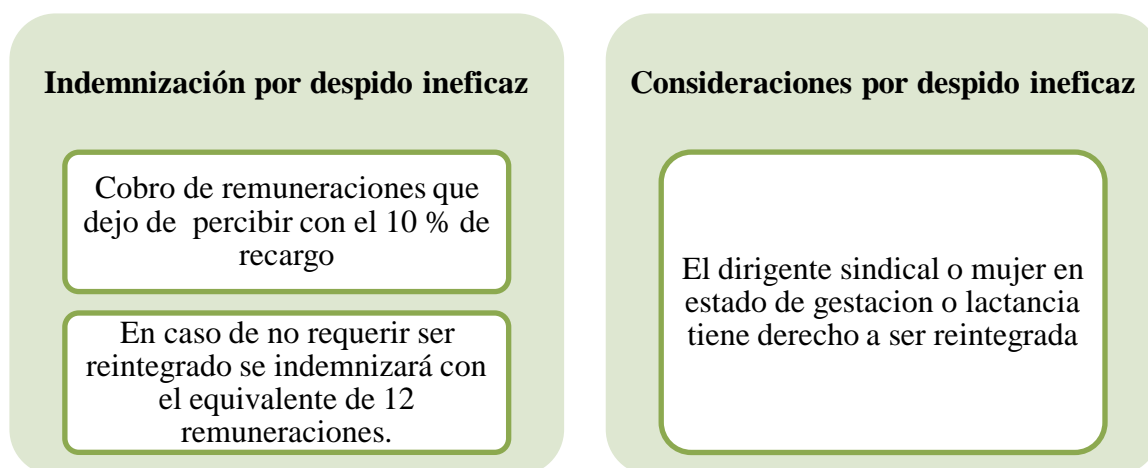 Indemnización por despido ineficaz
Cobro de remuneraciones que
dejo de percibir con el 10 % de
recargo
En caso de no requerir ser
reintegrado se indemnizará con
el equivalente de 12
remuneraciones.
Consideraciones por despido ineficaz
El dirigente sindical o mujer en
estado de gestacion o lactancia
tiene derecho a ser reintegrada